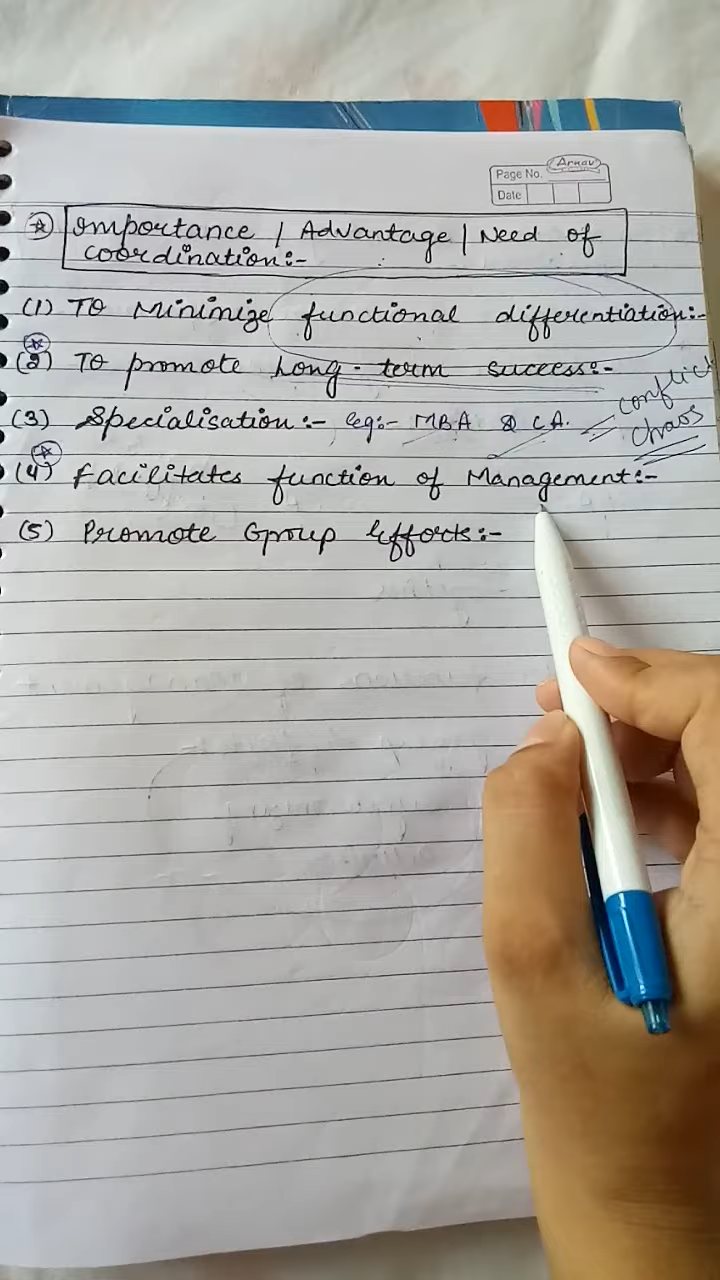 Page No. Arnav
Date
Importance / Advantage / Need of
coordination:-
(1) To Minimize functional differentiation:-
(2) To promote Long-term success:-
(3) Specialisation:- eg:- MBA & CA. conflict
chaos
(4) Facilitates function of Management:-
(5) Promote Group Efforts:-